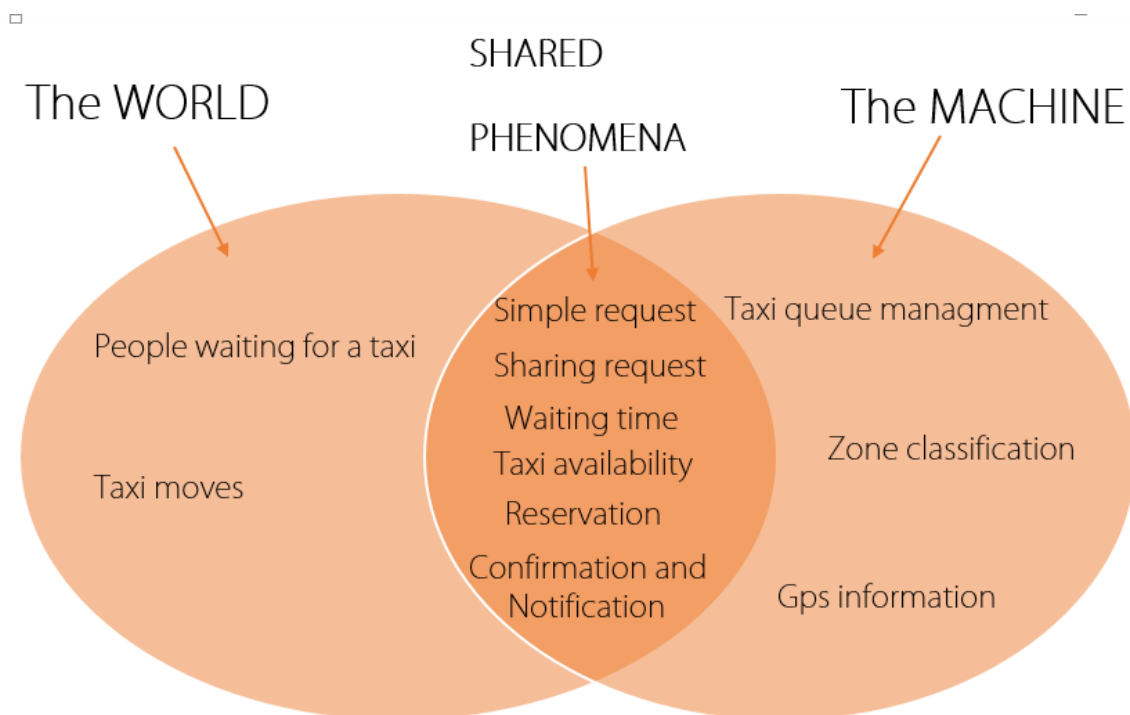 The WORLD
SHARED
PHENOMENA
The MACHINE
People waiting for a taxi
Taxi moves
Simple request
Sharing request
Waiting time
Taxi availability
Reservation
Confirmation and
Notification
Taxi queue managment
Zone classification
Gps information